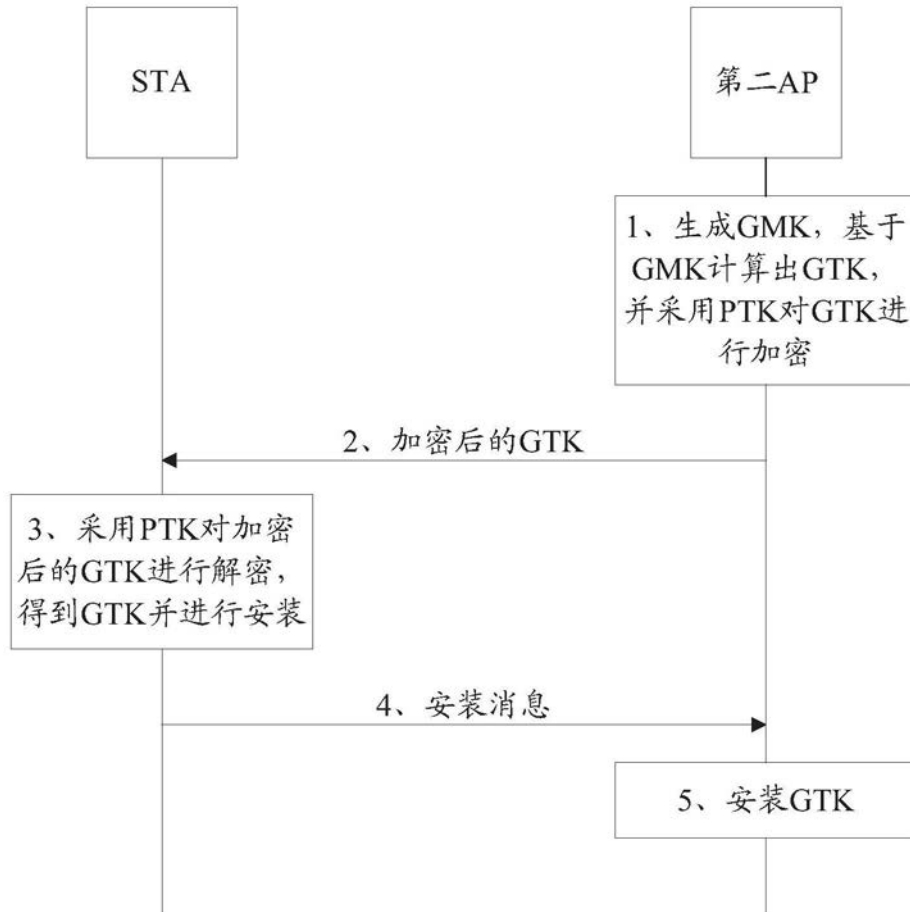 STA
第二AP
1、生成GMK，基于
GMK计算出GTK，
并采用PTK对GTK进
行加密
2、加密后的GTK
3、采用PTK对加密
后的GTK进行解密，
得到GTK并进行安装
4、安装消息
5、安装GTK